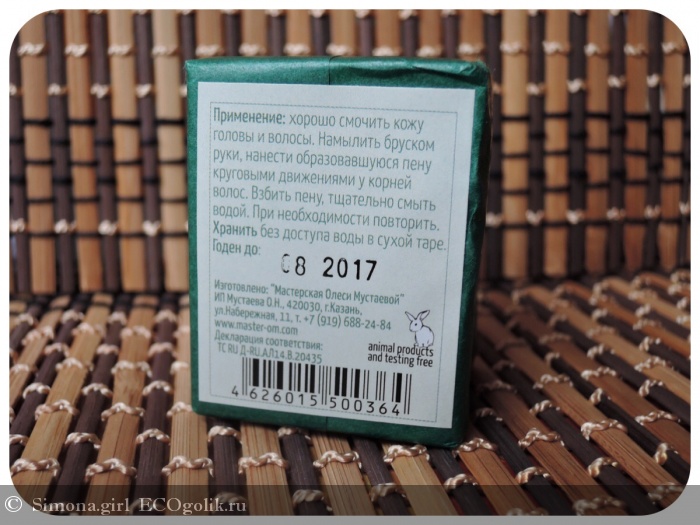 Применение: хорошо смочить кожу
головы и волосы. Намылить бруском
руки, нанести образовавшуюся пену
круговыми движениями у корней
волос. Взбить пену, тщательно смыть
водой. При необходимости повторить.
Хранить без доступа воды в сухой таре.
Годен до:
08 2017
Изготовлено: "Мастерская Олеси Мустаевой"
ИП Мустаева О.Н., 420030, г.Казань,
ул.Набережная, 11, т. +7 (919) 688-24-84
www.master-om.com
Декларация соответствия:
ТС RU Д-RU.АЛ14.В.20435
animal products
and testing free
4 626015 500364
© Simona.girl ECOgolik.ru